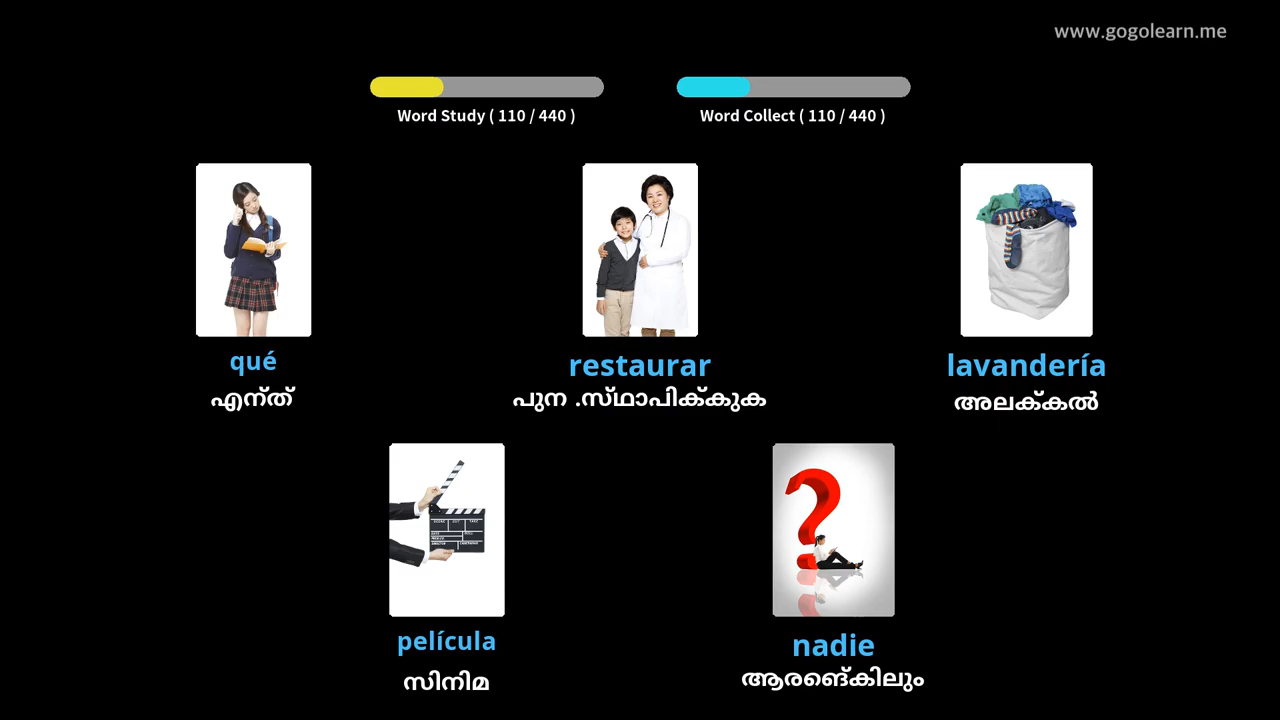 www.gogolearn.me
Word Study ( 110 / 440 )
Word Collect ( 110 / 440 )
qué
എന്ത്
restaurar
പുന .സ്ഥാപിക്കുക
lavandería
അലക്കൽ
película
സിനിമ
nadie
ആരങ്കെിലും